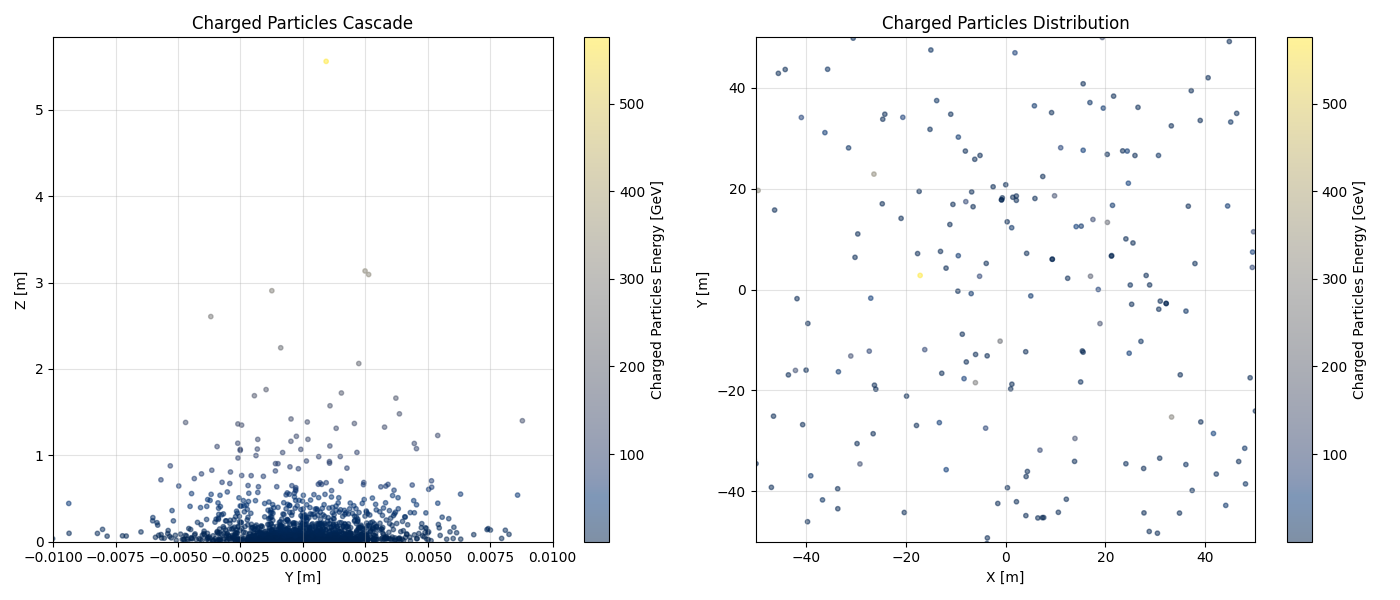 Charged Particles Cascade
Z [m]
5
4
3
2
1
0
−0.0100 −0.0075 −0.0050 −0.0025 0.0000 0.0025 0.0050 0.0075 0.0100
Y [m]
500
400
300
200
100
Charged Particles Energy [GeV]
Charged Particles Distribution
Y [m]
40
20
0
−20
−40
−40 −20 0 20 40
X [m]
500
400
300
200
100
Charged Particles Energy [GeV]